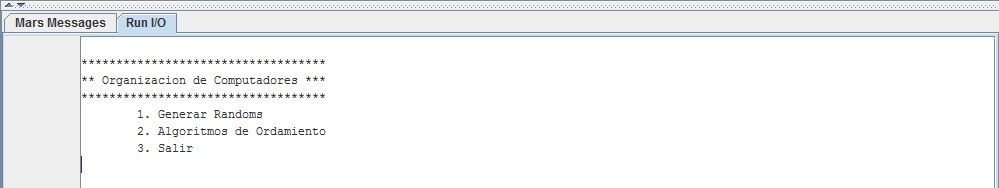 Mars Messages Run I/O
***********************************
** Organizacion de Computadores ***
***********************************
1. Generar Randoms
2. Algoritmos de Ordamiento
3. Salir